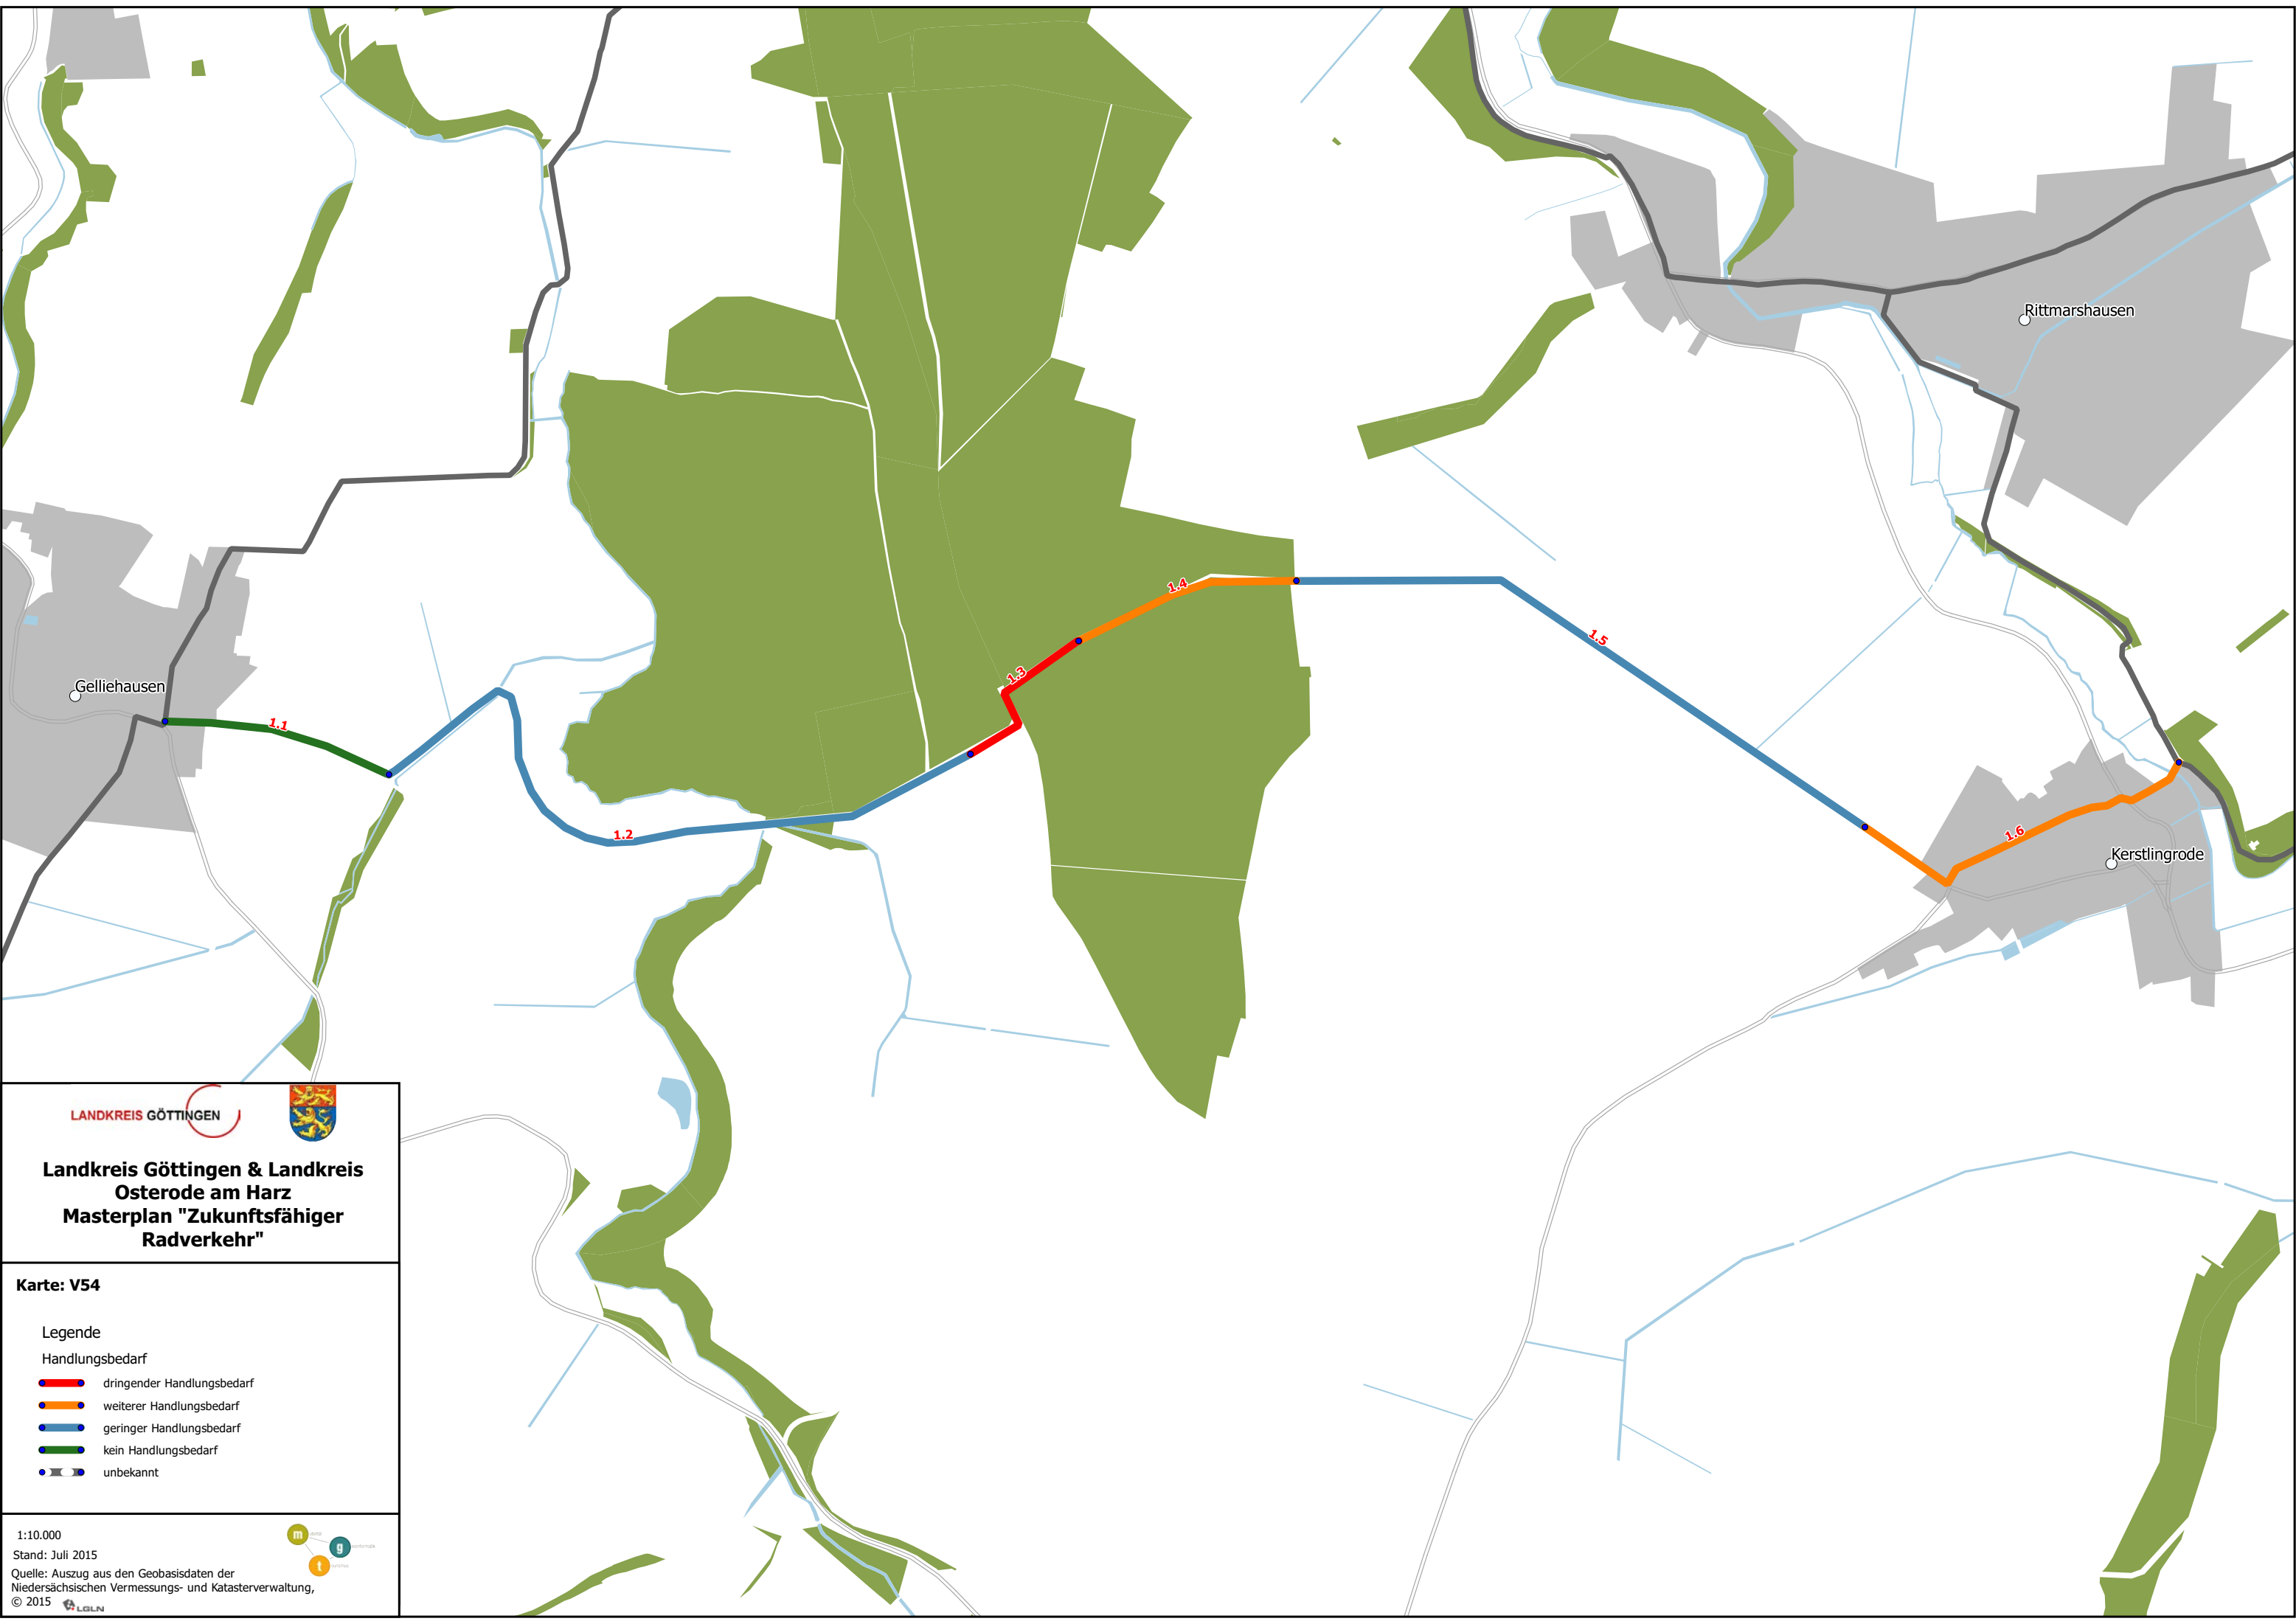 Rittmarshausen
1.4
1.5
1.3
Gelliehausen
1.1
1.2
1.6
Kerstlingrode
LANDKREIS GÖTTINGEN
Landkreis Göttingen & Landkreis
Osterode am Harz
Masterplan "Zukunftsfähiger
Radverkehr"
Karte: V54
Legende
Handlungsbedarf
dringender Handlungsbedarf
weiterer Handlungsbedarf
geringer Handlungsbedarf
kein Handlungsbedarf
unbekannt
1:10.000
m
g
t
Stand: Juli 2015
Quelle: Auszug aus den Geobasisdaten der
Niedersächsischen Vermessungs- und Katasterverwaltung,
© 2015 LGLN